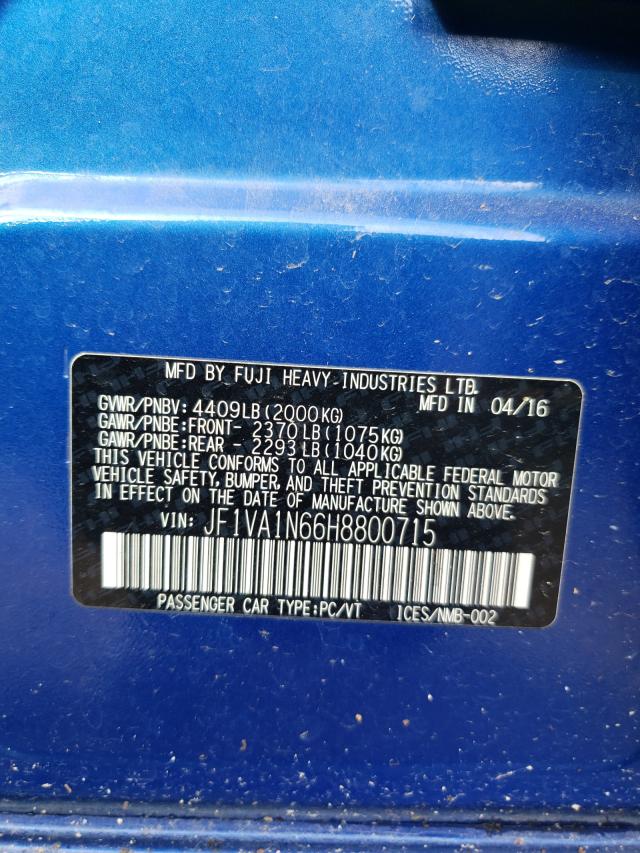 MFD BY FUJI HEAVY INDUSTRIES LTD.
GVWR/PNBV: 4409LB(2000KG) MFD IN 04/16
GAWR/PNBE:FRONT- 2370LB(1075KG)
GAWR/PNBE:REAR - 2293LB(1040KG)
THIS VEHICLE CONFORMS TO ALL APPLICABLE FEDERAL MOTOR
VEHICLE SAFETY, BUMPER, AND THEFT PREVENTION STANDARDS
IN EFFECT ON THE DATE OF MANUFACTURE SHOWN ABOVE.
VIN: JF1VA1N66H8800715
PASSENGER CAR TYPE:PC/VT ICES/NMB-002